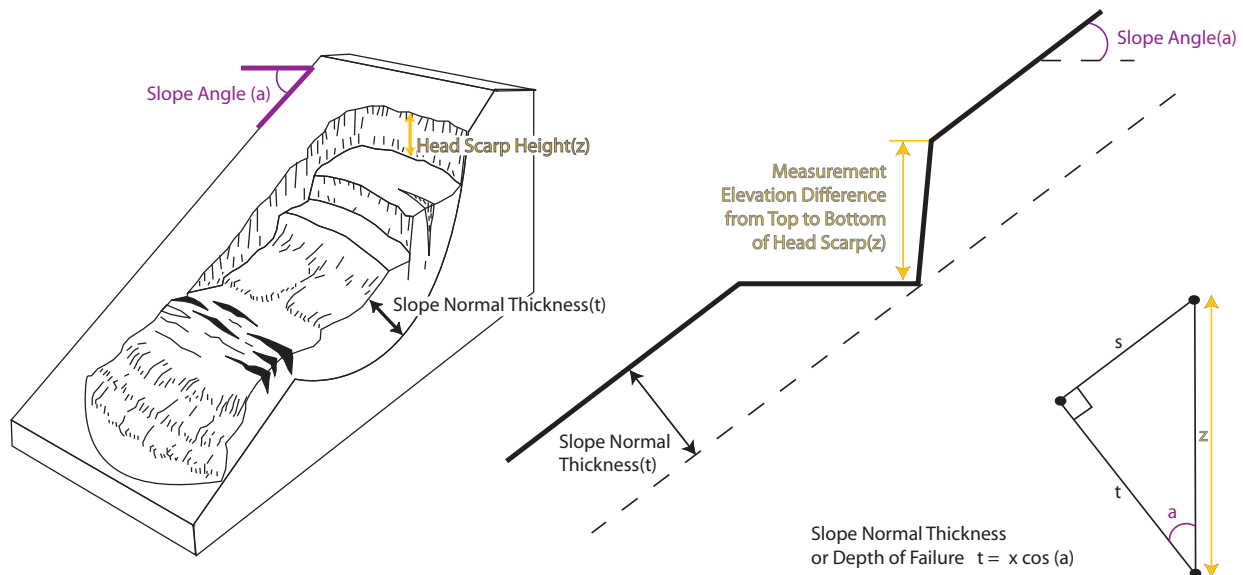 Slope Angle (a)
Head Scarp Height(z)
Slope Normal Thickness(t)
Slope Angle(a)
Measurement
Elevation Difference
from Top to Bottom
of Head Scarp(z)
Slope Normal
Thickness(t)
s
z
t
a
Slope Normal Thickness
or Depth of Failure t = x cos (a)